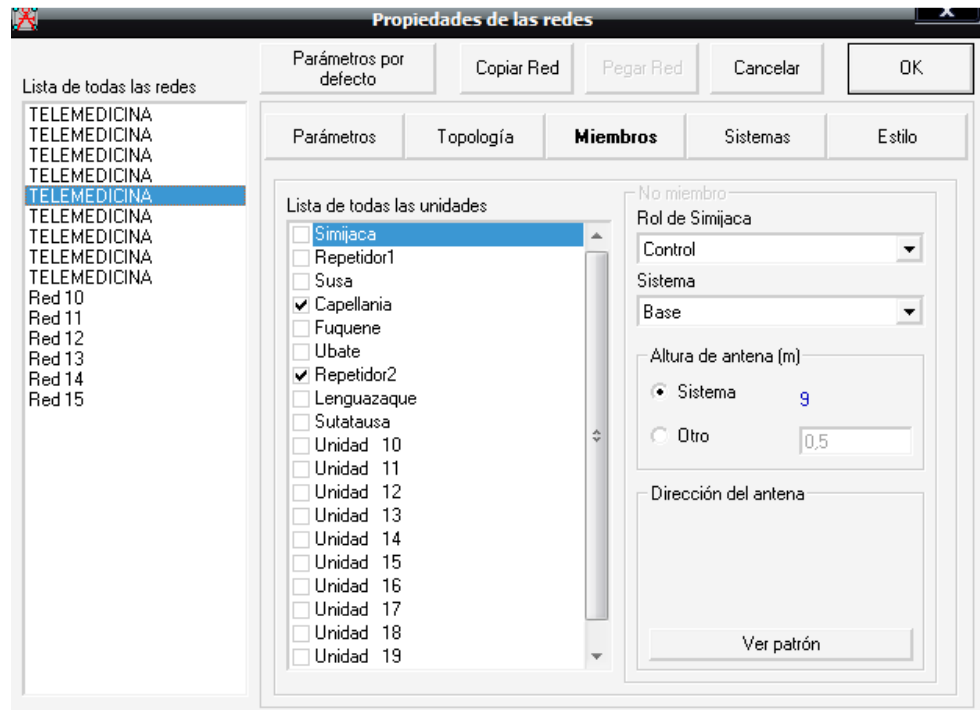 Propiedades de las redes
x
Lista de todas las redes
Parámetros por defecto
Copiar Red
Pegar Red
Cancelar
OK
TELEMEDICINA
TELEMEDICINA
TELEMEDICINA
TELEMEDICINA
TELEMEDICINA
TELEMEDICINA
TELEMEDICINA
TELEMEDICINA
TELEMEDICINA
Red 10
Red 11
Red 12
Red 13
Red 14
Red 15
Parámetros
Topología
Miembros
Sistemas
Estilo
Lista de todas las unidades
Simijaca
Repetidor1
Susa
Capellania
Fuquene
Ubate
Repetidor2
Lenguazaque
Sutatausa
Unidad 10
Unidad 11
Unidad 12
Unidad 13
Unidad 14
Unidad 15
Unidad 16
Unidad 17
Unidad 18
Unidad 19
No miembro
Rol de Simijaca
Control
Sistema
Base
Altura de antena (m)
Sistema 9
Otro 0,5
Dirección del antena
Ver patrón